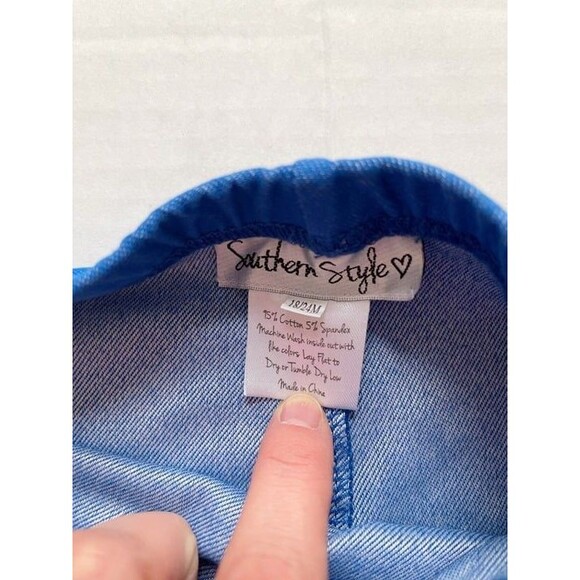 Southern Style ♡
18/24M
95% Cotton 5% Spandex
Machine Wash inside out with
like colors Lay Flat to
Dry or Tumble Dry Low
Made in China